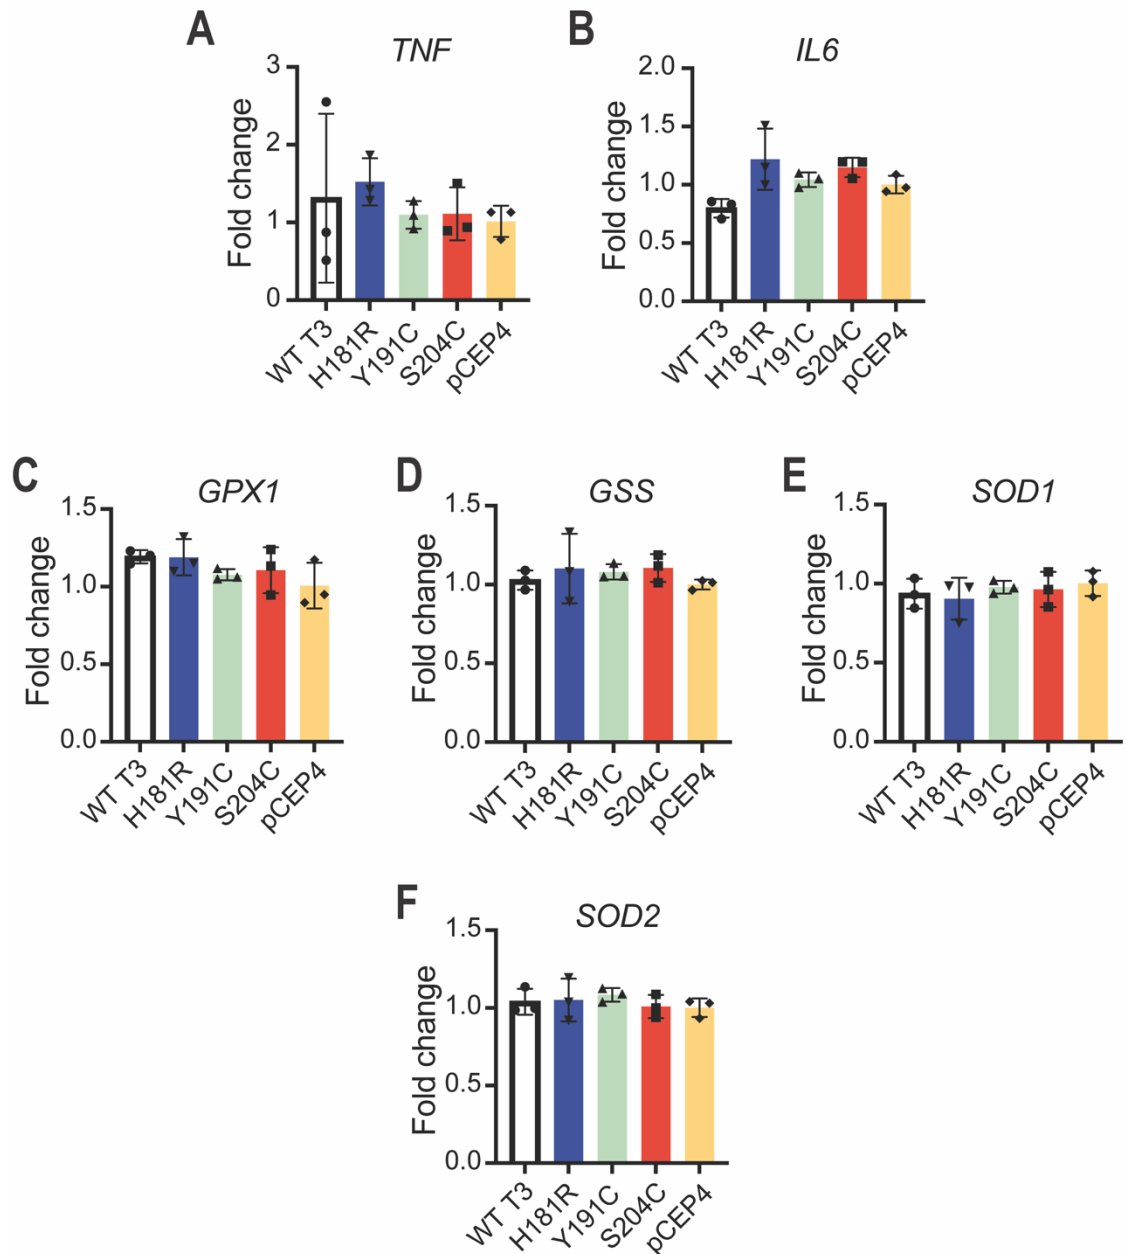 A
TNF
Fold change
3
2
1
0
WT T3
H181R
Y191C
S204C
pCEP4
B
IL6
Fold change
2.0
1.5
1.0
0.5
0.0
WT T3
H181R
Y191C
S204C
pCEP4
C
GPX1
Fold change
1.5
1.0
0.5
0.0
WT T3
H181R
Y191C
S204C
pCEP4
D
GSS
Fold change
1.5
1.0
0.5
0.0
WT T3
H181R
Y191C
S204C
pCEP4
E
SOD1
Fold change
1.5
1.0
0.5
0.0
WT T3
H181R
Y191C
S204C
pCEP4
F
SOD2
Fold change
1.5
1.0
0.5
0.0
WT T3
H181R
Y191C
S204C
pCEP4